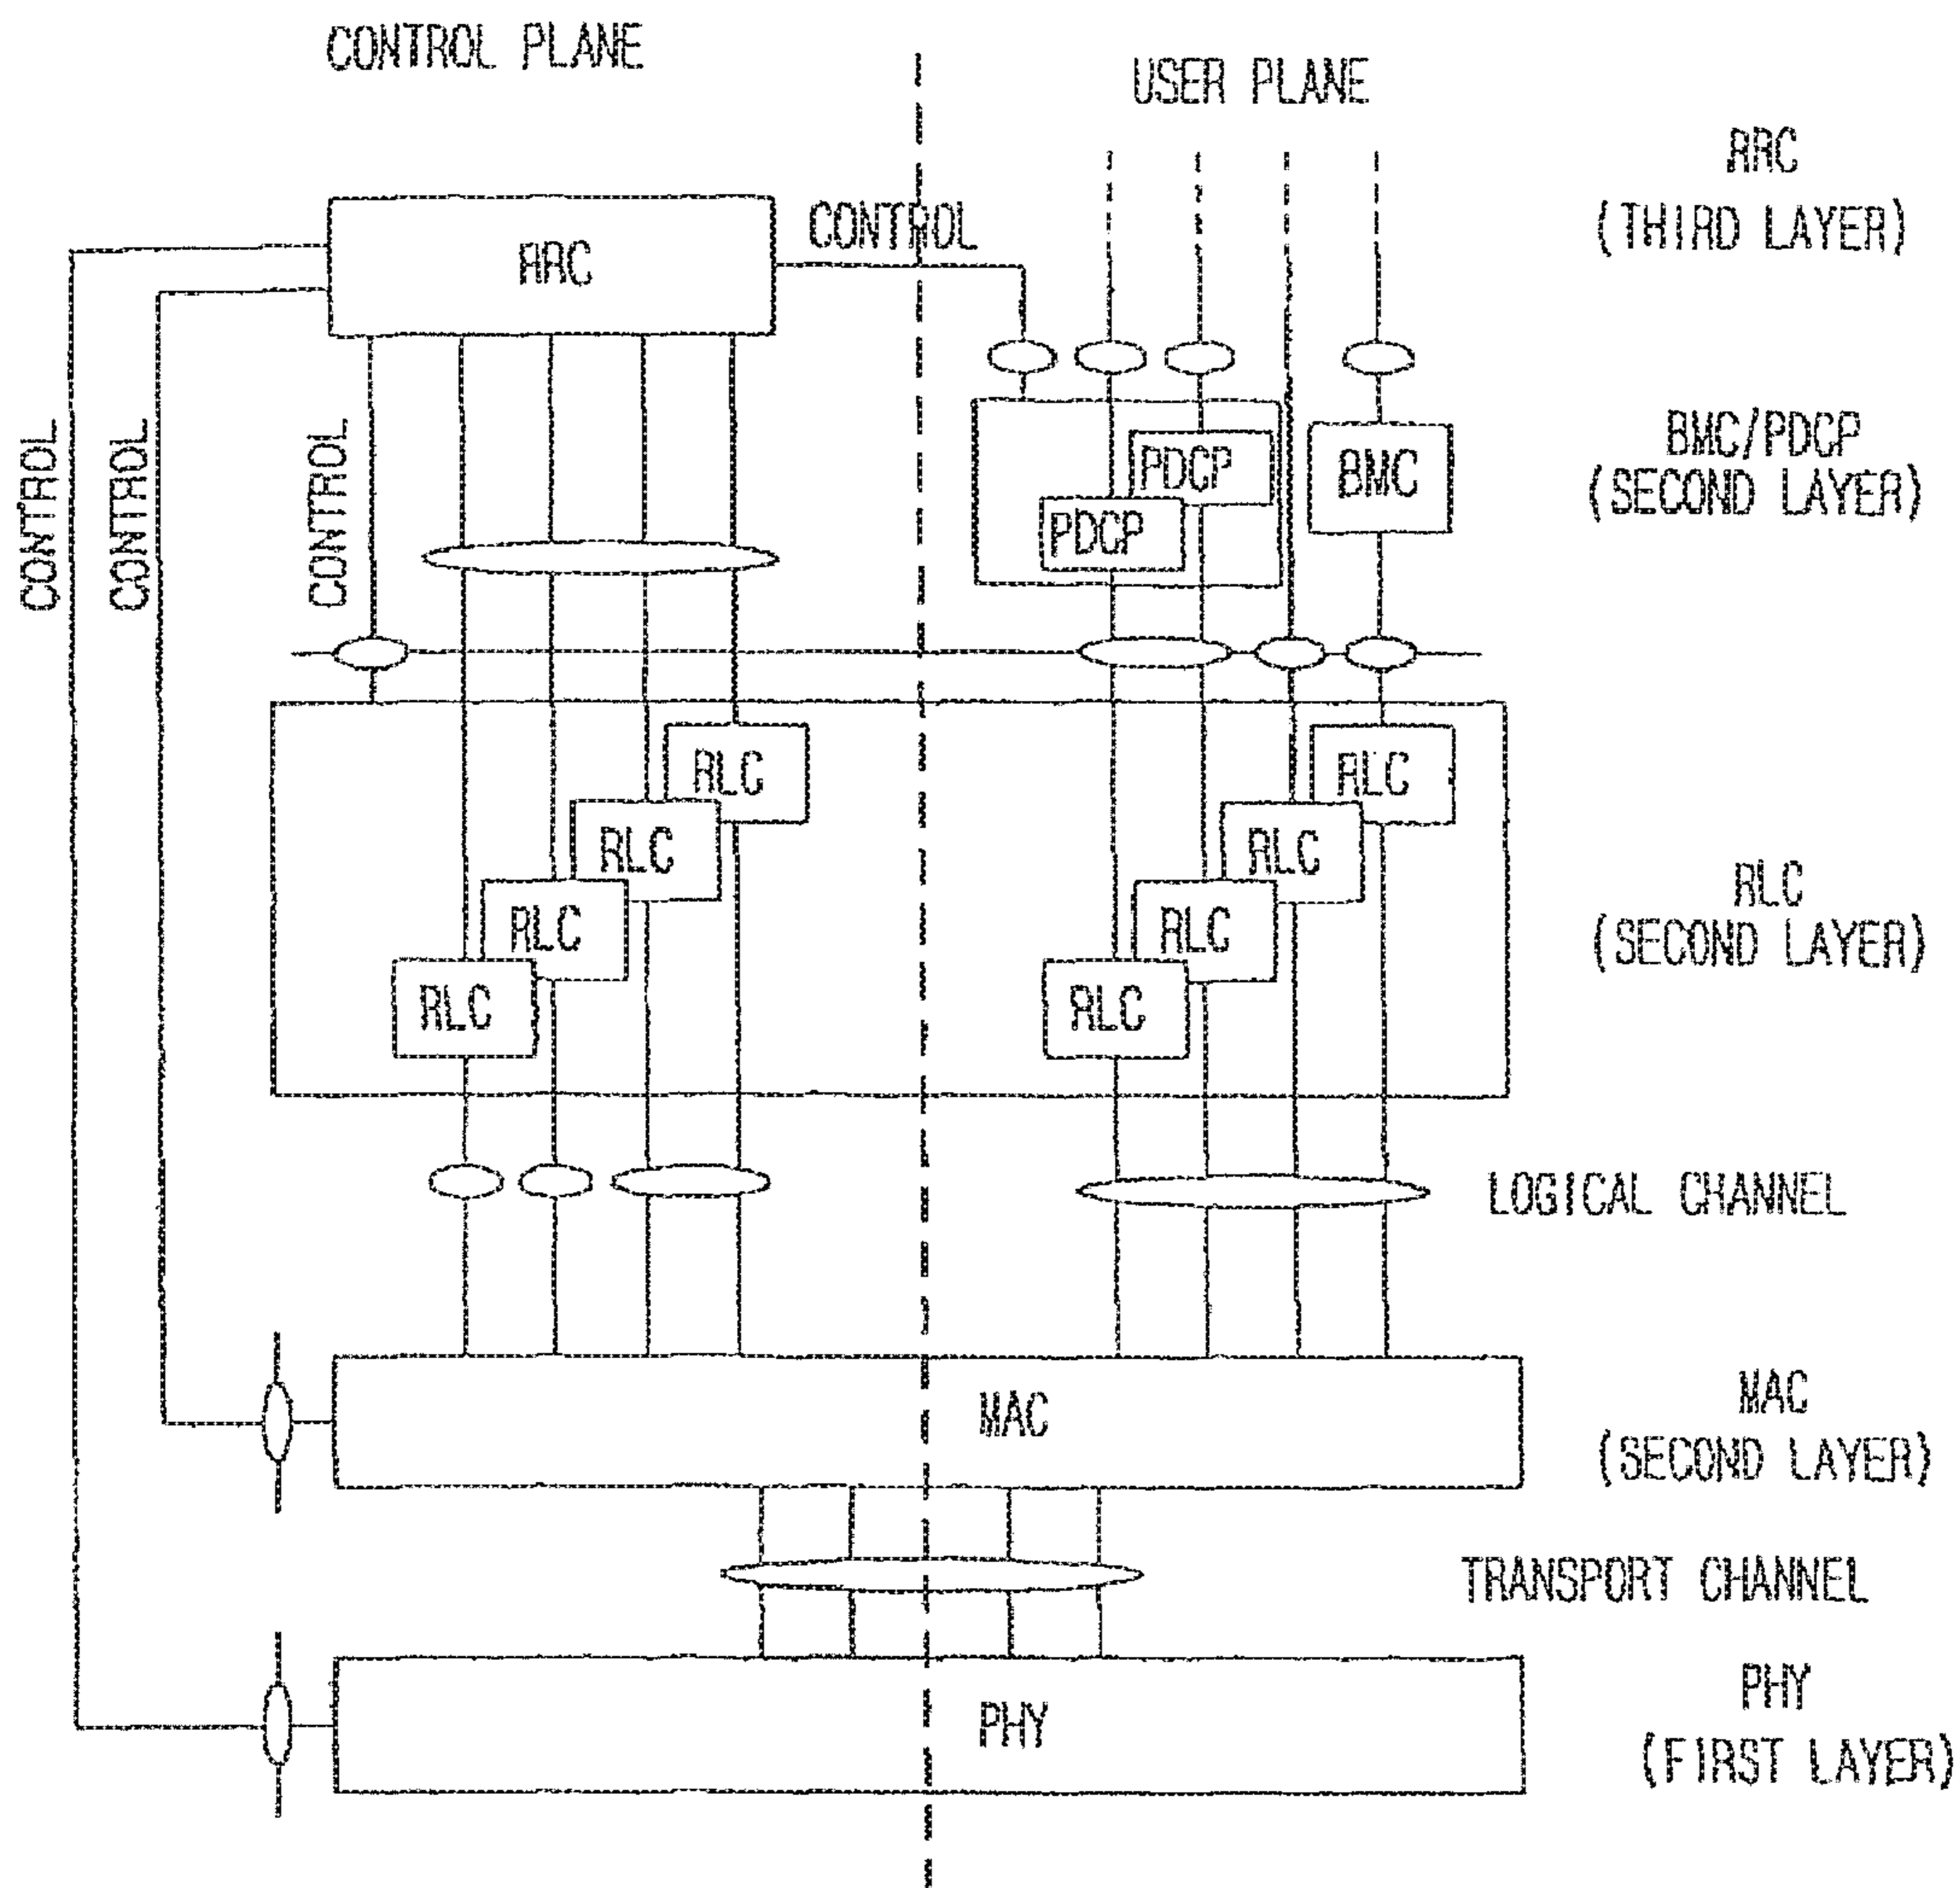 CONTROL PLANE
USER PLANE
RRC
(THIRD LAYER)
RRC
CONTROL
CONTROL
CONTROL
CONTROL
PDCP
PDCP
BMC
BMC/PDCP
(SECOND LAYER)
RLC
RLC
RLC
RLC
RLC
RLC
RLC
RLC
RLC
(SECOND LAYER)
LOGICAL CHANNEL
MAC
MAC
(SECOND LAYER)
TRANSPORT CHANNEL
PHY
PHY
(FIRST LAYER)